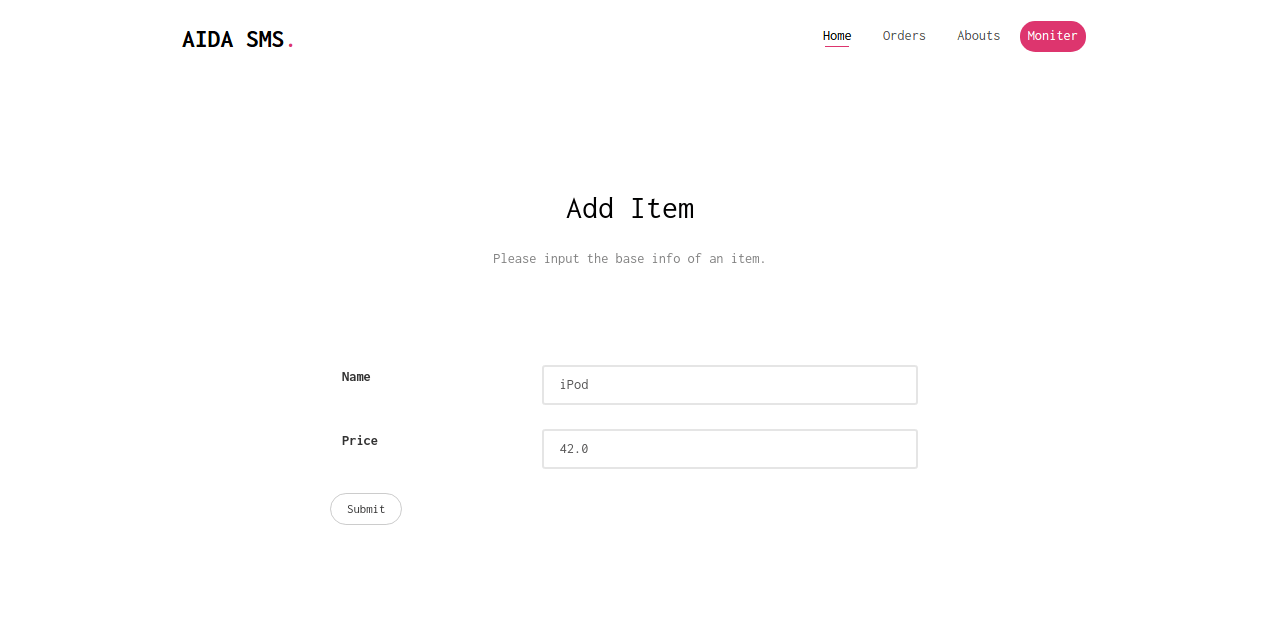 AIDA SMS.
Home Orders Abouts Moniter
Add Item
Please input the base info of an item.
Name
iPod
Price
42.0
Submit